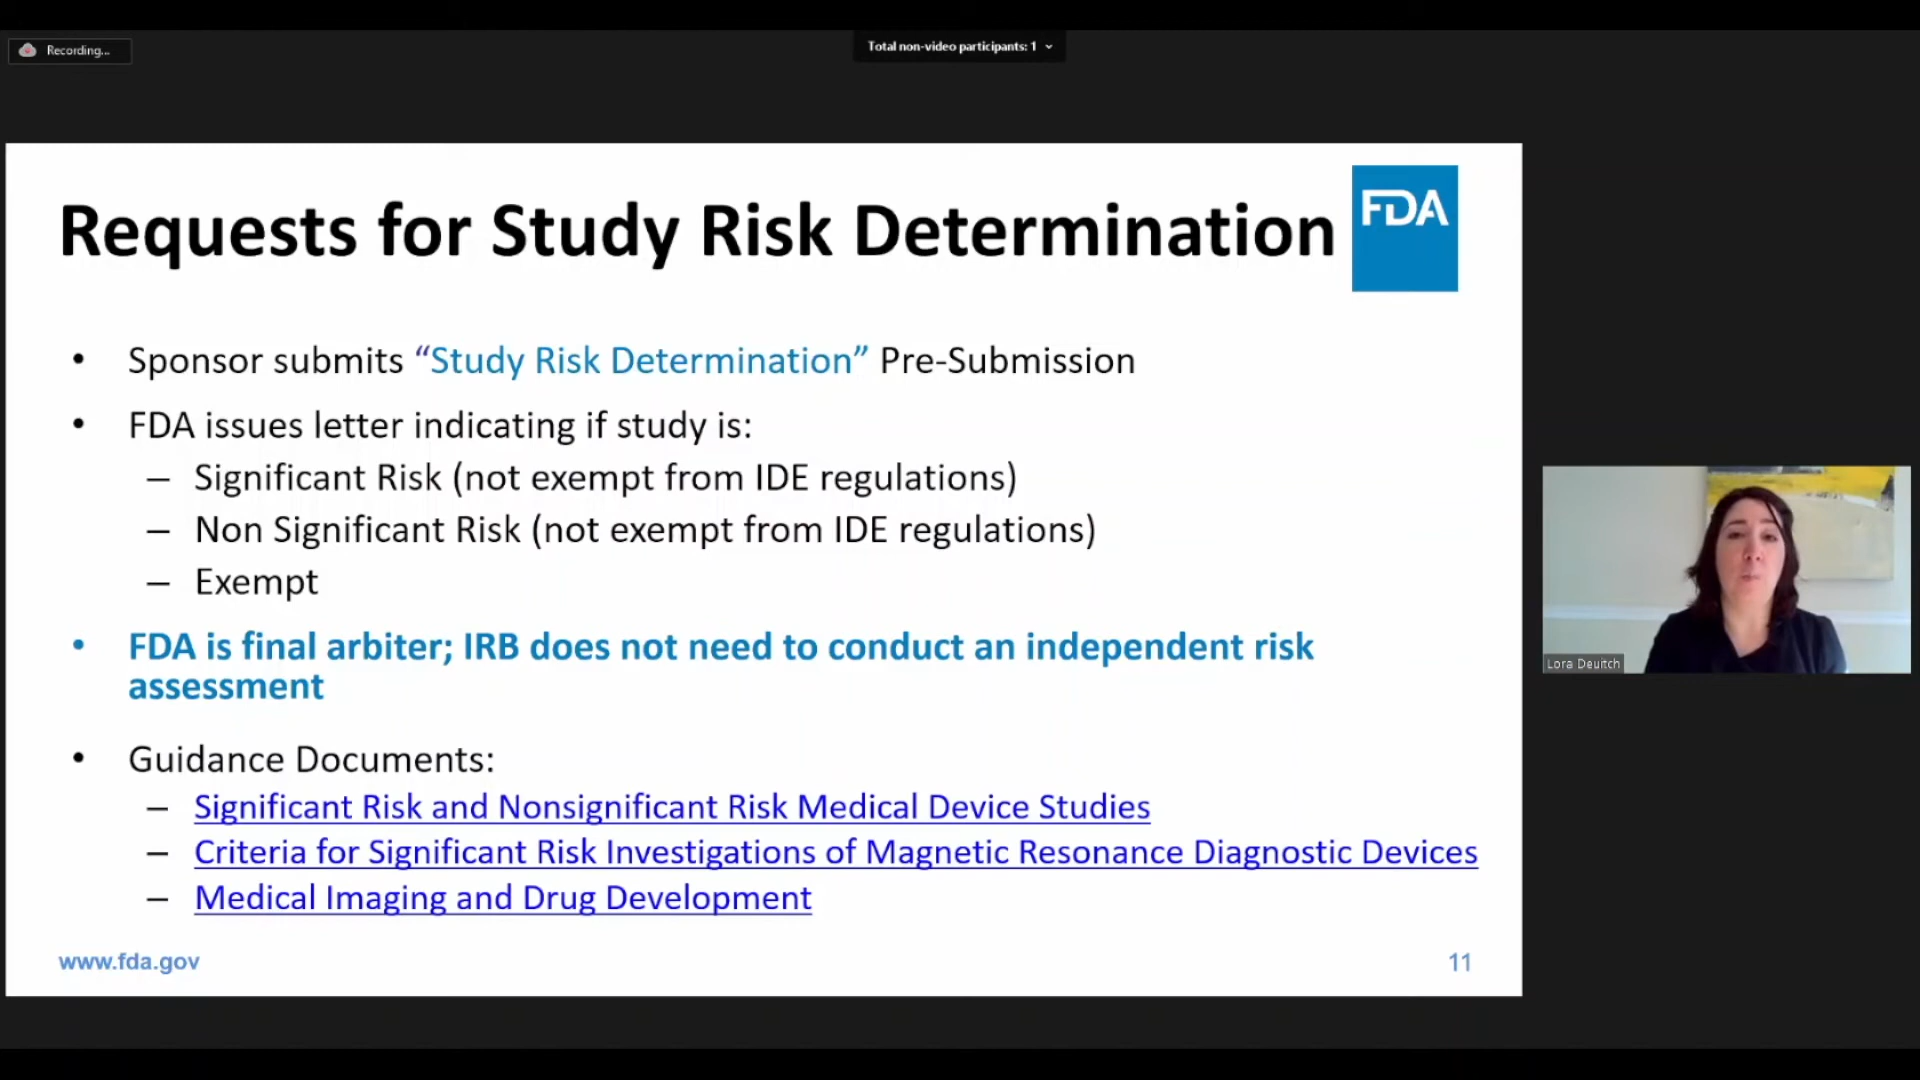 Recording...
Total non-video participants: 1
Requests for Study Risk Determination
FDA
• Sponsor submits “Study Risk Determination” Pre-Submission
• FDA issues letter indicating if study is:
– Significant Risk (not exempt from IDE regulations)
– Non Significant Risk (not exempt from IDE regulations)
– Exempt
• FDA is final arbiter; IRB does not need to conduct an independent risk
assessment
• Guidance Documents:
– Significant Risk and Nonsignificant Risk Medical Device Studies
– Criteria for Significant Risk Investigations of Magnetic Resonance Diagnostic Devices
– Medical Imaging and Drug Development
www.fda.gov
11
Lora Deuitch